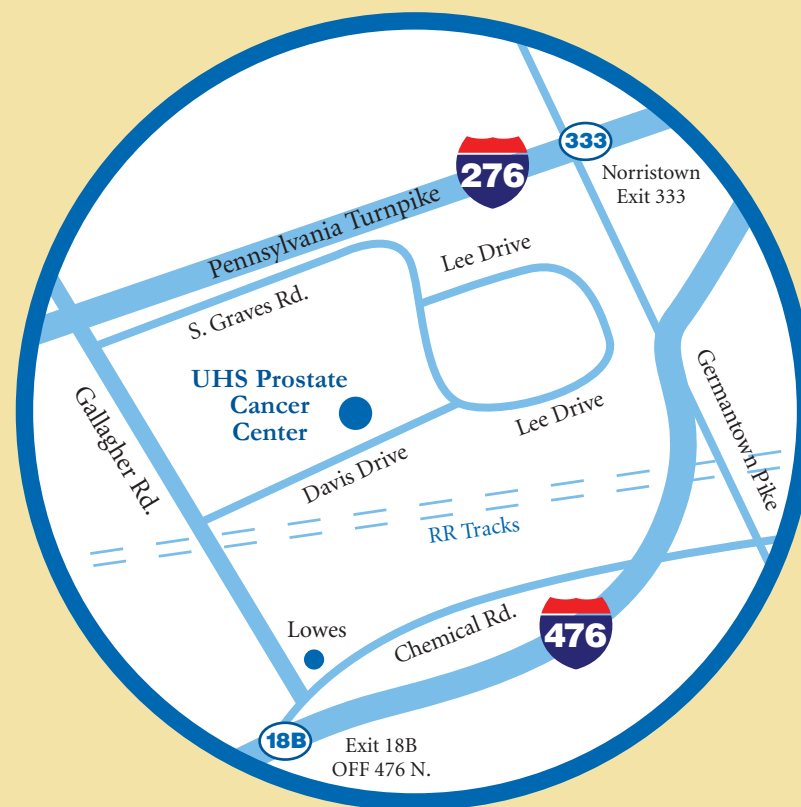 333
276
Norristown
Exit 333
Pennsylvania Turnpike
Lee Drive
S. Graves Rd.
UHS Prostate
Cancer
Center
Gallagher Rd.
Lee Drive
Germantown Pike
Davis Drive
RR Tracks
Lowes
Chemical Rd.
476
18B
Exit 18B
OFF 476 N.